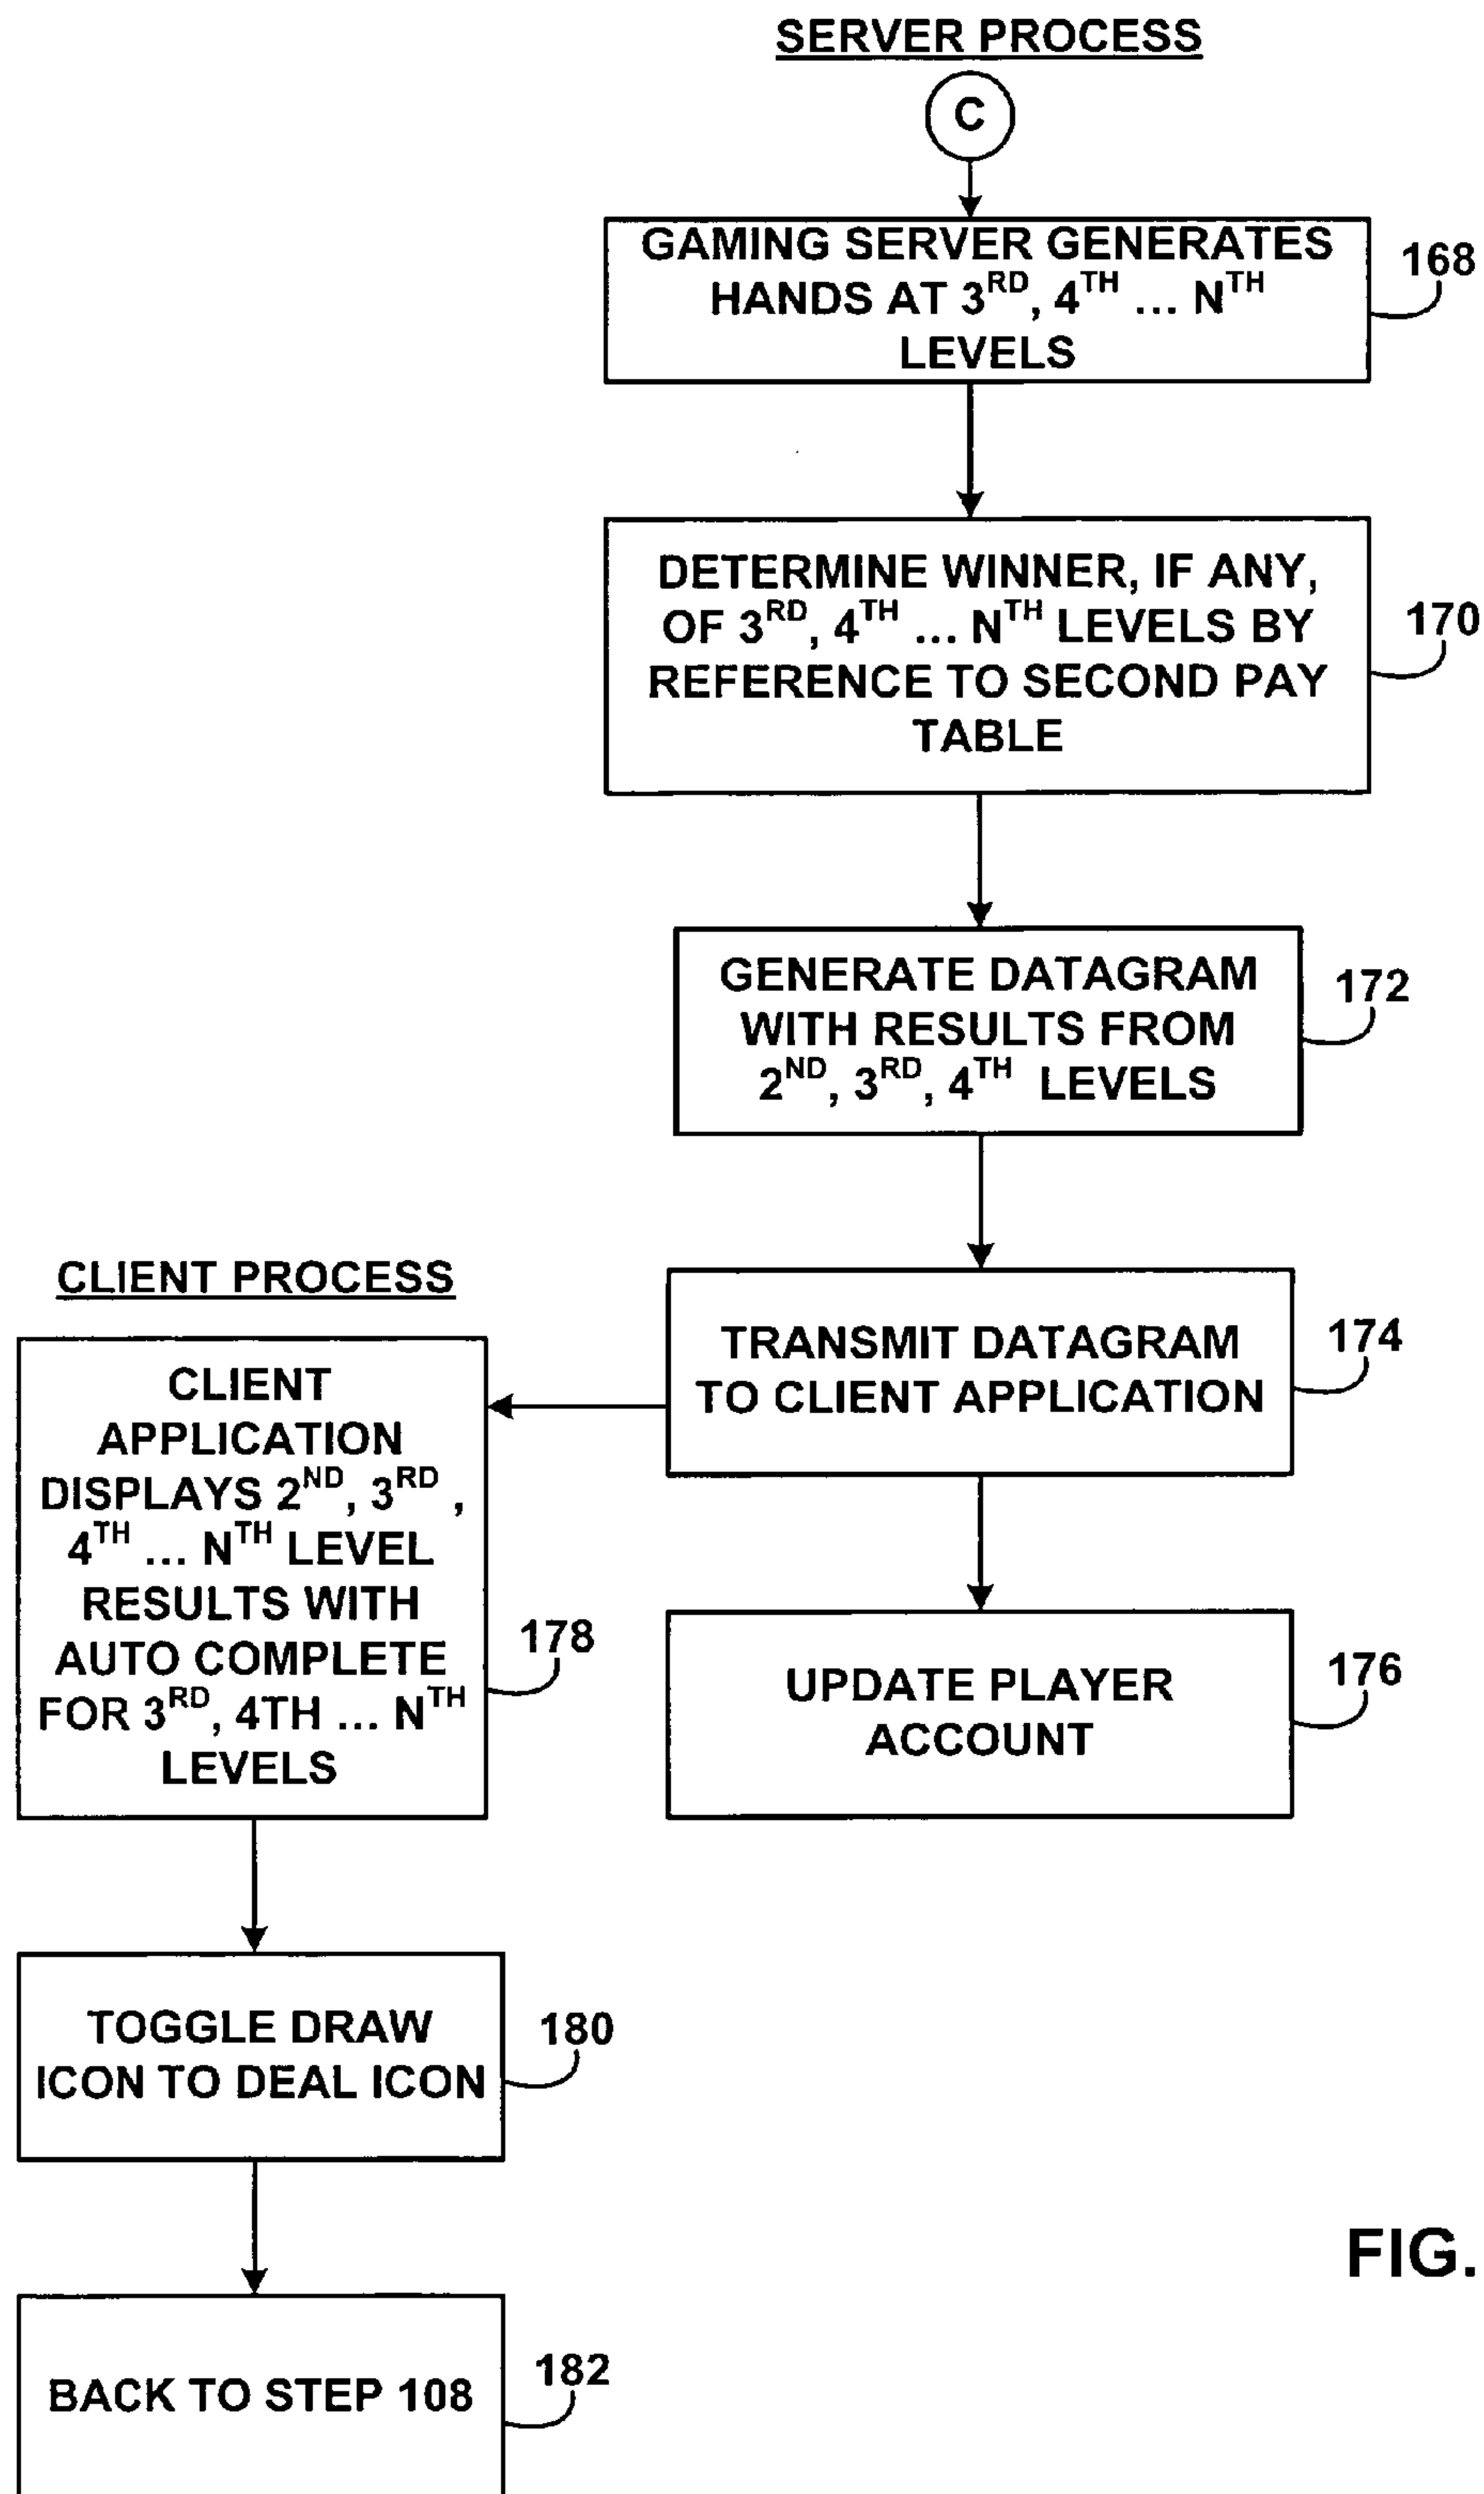 SERVER PROCESS
C
GAMING SERVER GENERATES
HANDS AT 3RD, 4TH ... NTH
LEVELS
168
DETERMINE WINNER, IF ANY,
OF 3RD, 4TH ... NTH LEVELS BY
REFERENCE TO SECOND PAY
TABLE
170
GENERATE DATAGRAM
WITH RESULTS FROM
2ND, 3RD, 4TH LEVELS
172
TRANSMIT DATAGRAM
TO CLIENT APPLICATION
174
UPDATE PLAYER
ACCOUNT
176
CLIENT PROCESS
CLIENT
APPLICATION
DISPLAYS 2ND, 3RD,
4TH ... NTH LEVEL
RESULTS WITH
AUTO COMPLETE
FOR 3RD, 4TH ... NTH
LEVELS
178
TOGGLE DRAW
ICON TO DEAL ICON
180
BACK TO STEP 108
182
FIG.